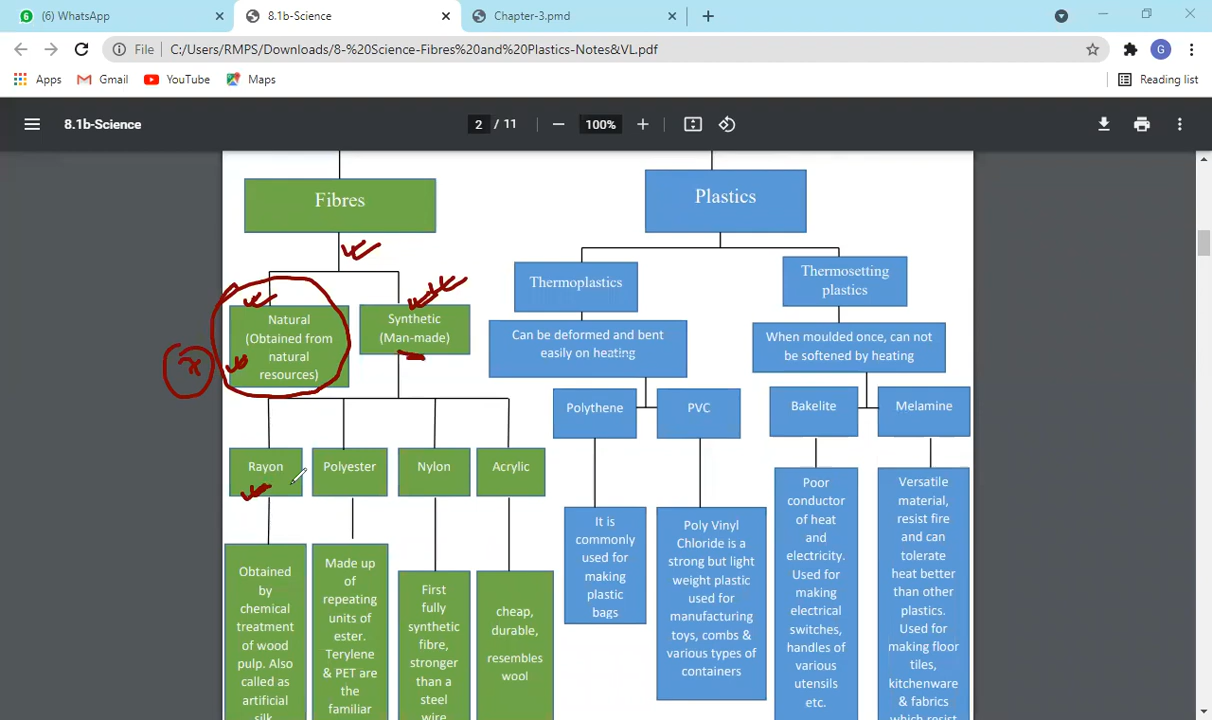 (6) WhatsApp
8.1b-Science
Chapter-3.pmd
File
C:/Users/RMPS/Downloads/8-%20Science-Fibres%20and%20Plastics-Notes&VL.pdf
G
Apps
Gmail
YouTube
Maps
Reading list
8.1b-Science
2 / 11
100%
Fibres
Plastics
Natural
(Obtained from
natural
resources)
Synthetic
(Man-made)
Thermoplastics
Thermosetting
plastics
Can be deformed and bent
easily on heating
When moulded once, can not
be softened by heating
Rayon
Polyester
Nylon
Acrylic
Polythene
PVC
Bakelite
Melamine
Obtained
by
chemical
treatment
of wood
pulp. Also
called as
artificial
silk.
Made up
of
repeating
units of
ester.
Terylene
& PET are
the
familiar
First
fully
synthetic
fibre,
stronger
than a
steel
wire
cheap,
durable,
resembles
wool
It is
commonly
used for
making
plastic
bags
Poly Vinyl
Chloride is a
strong but light
weight plastic
used for
manufacturing
toys, combs &
various types of
containers
Poor
conductor
of heat
and
electricity.
Used for
making
electrical
switches,
handles of
various
utensils
etc.
Versatile
material,
resist fire
and can
tolerate
heat better
than other
plastics.
Used for
making floor
tiles,
kitchenware
& fabrics
which resist